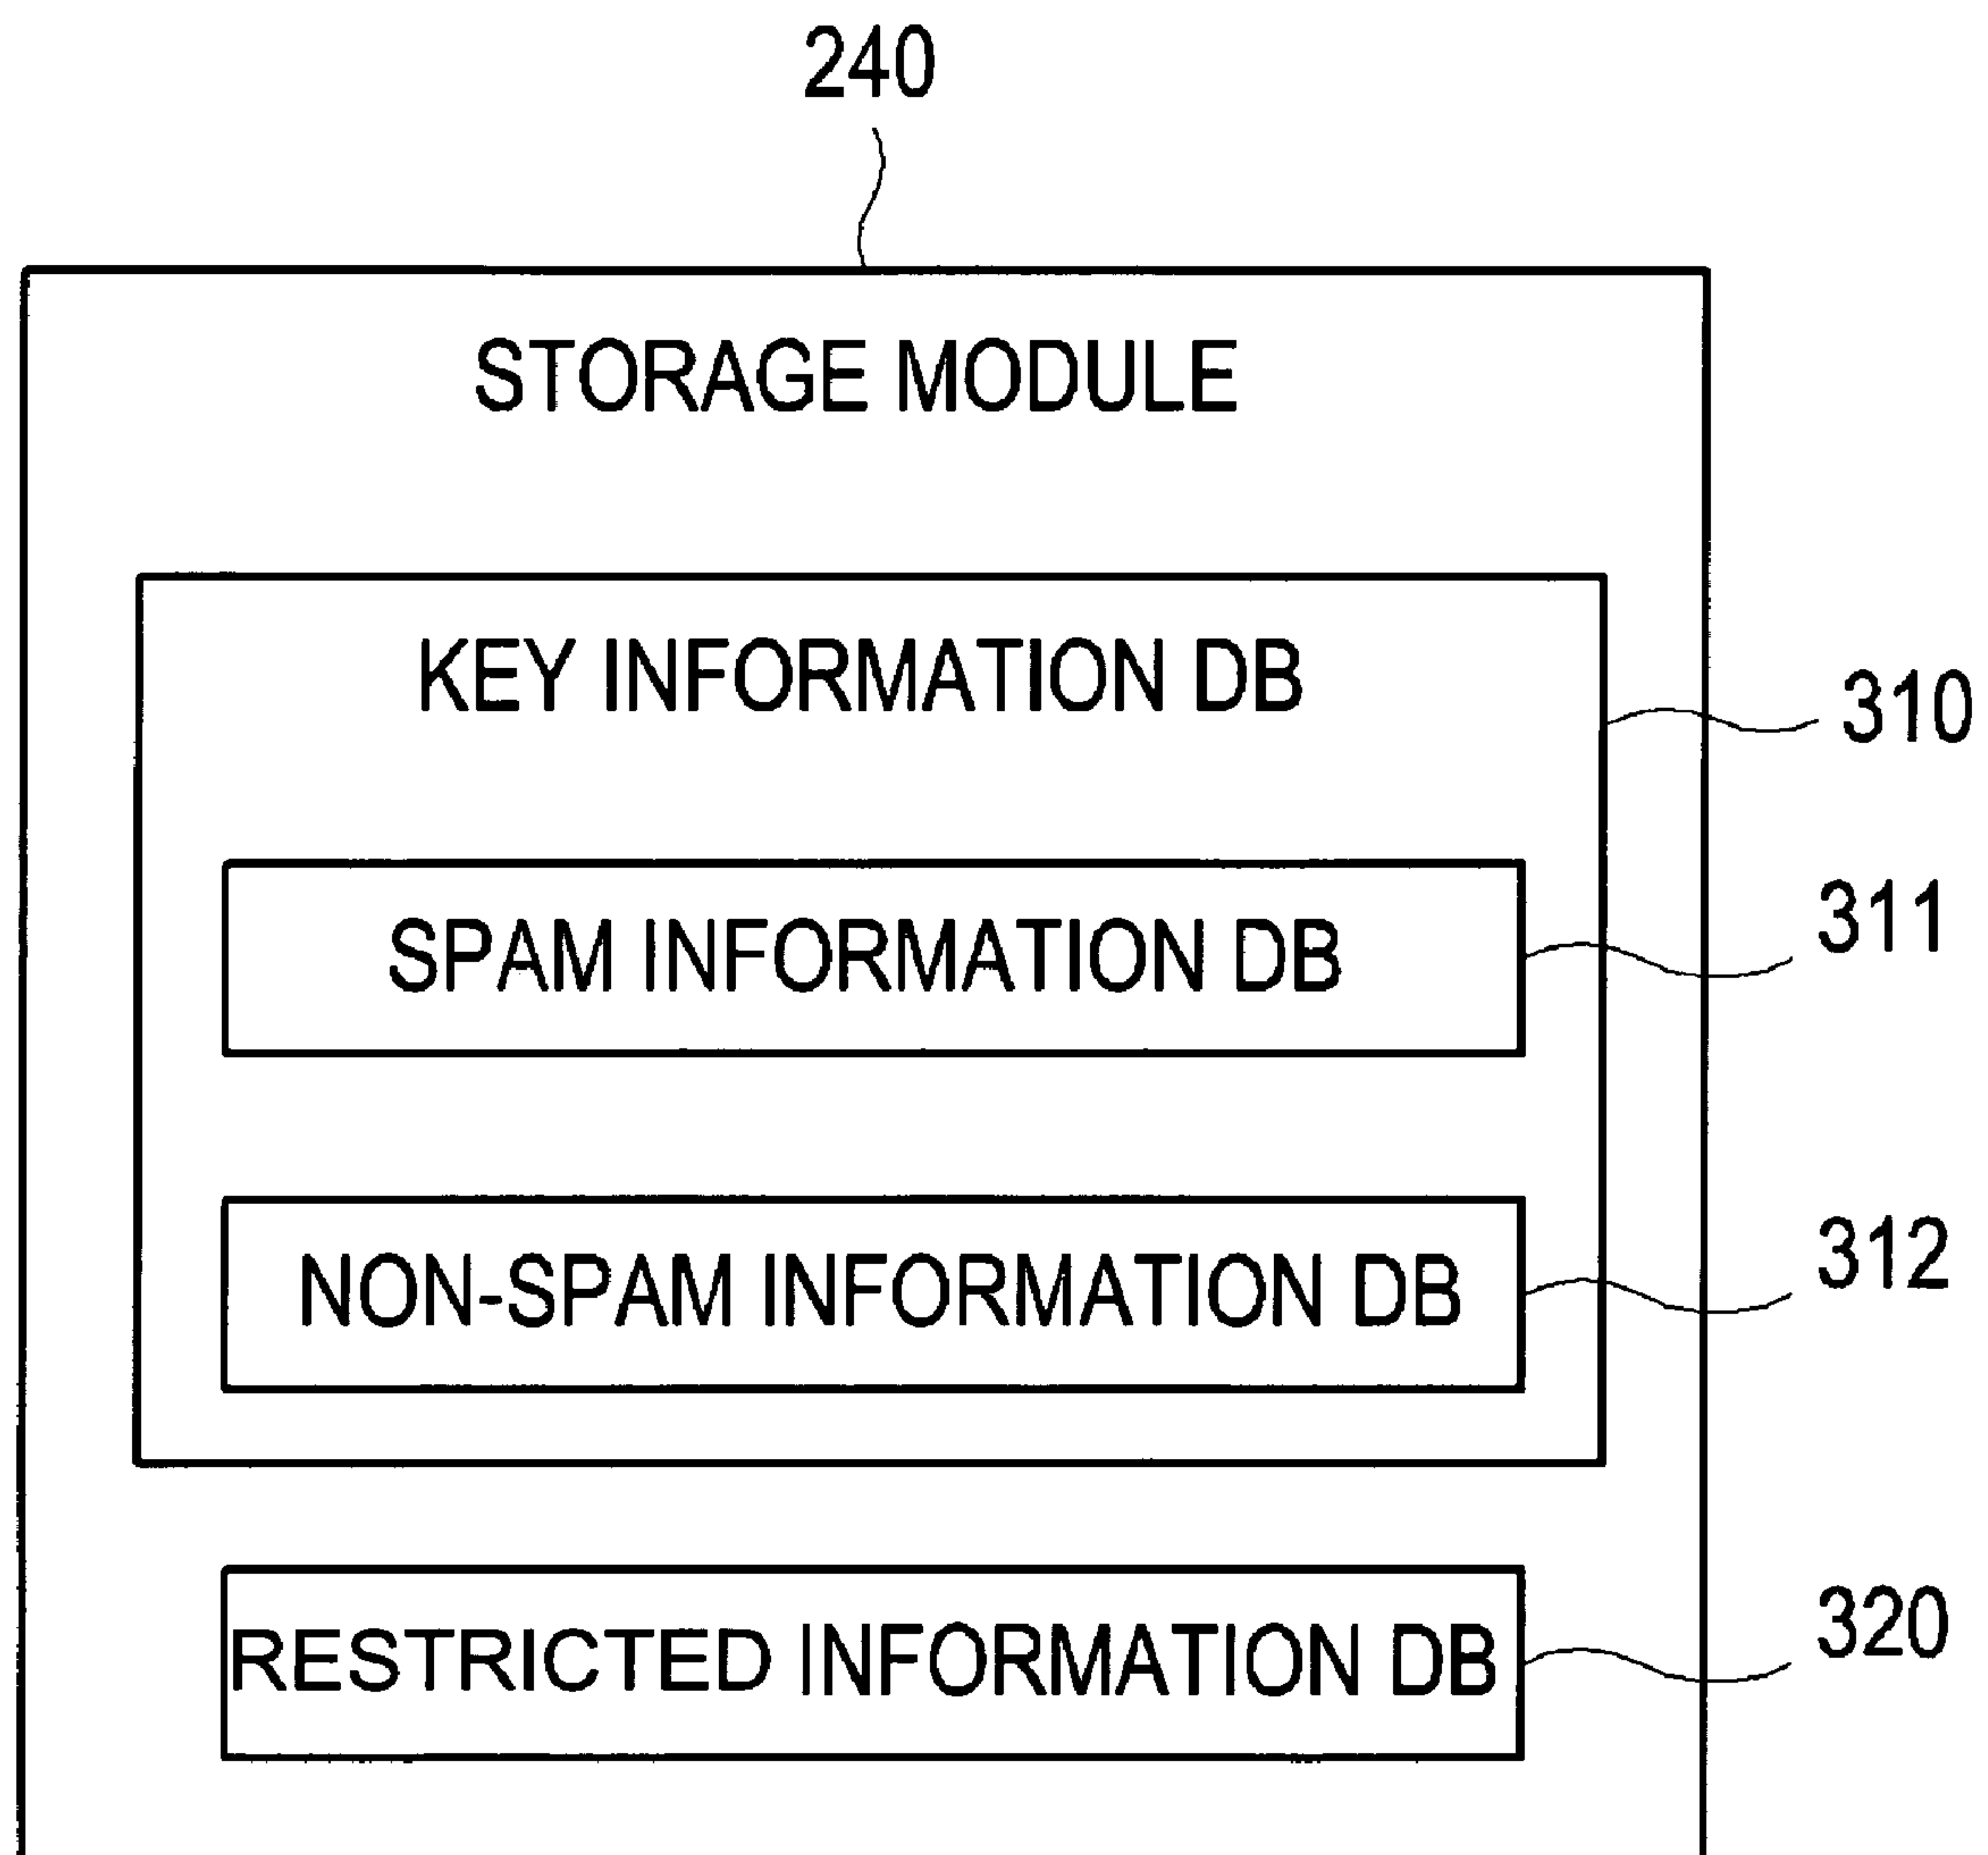 240
STORAGE MODULE
KEY INFORMATION DB
310
SPAM INFORMATION DB
311
NON-SPAM INFORMATION DB
312
RESTRICTED INFORMATION DB
320